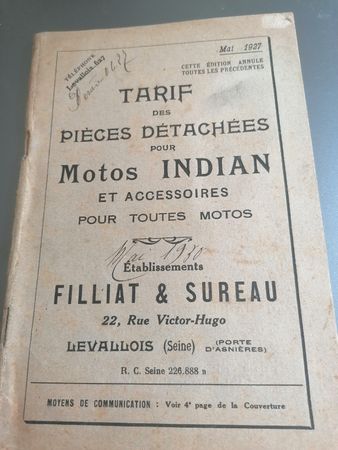 TÉLÉPHONE
Levallois 627
Mai 1927
CETTE ÉDITION ANNULE
TOUTES LES PRÉCÉDENTES
TARIF
DES
PIÈCES DÉTACHÉES
POUR
Motos INDIAN
ET ACCESSOIRES
POUR TOUTES MOTOS
Mai 1930
Établissements
FILLIAT & SUREAU
22, Rue Victor-Hugo
LEVALLOIS (Seine) (PORTE D'ASNIÈRES)
R. C. Seine 226.888 B
MOYENS DE COMMUNICATION : Voir 4e page de la Couverture